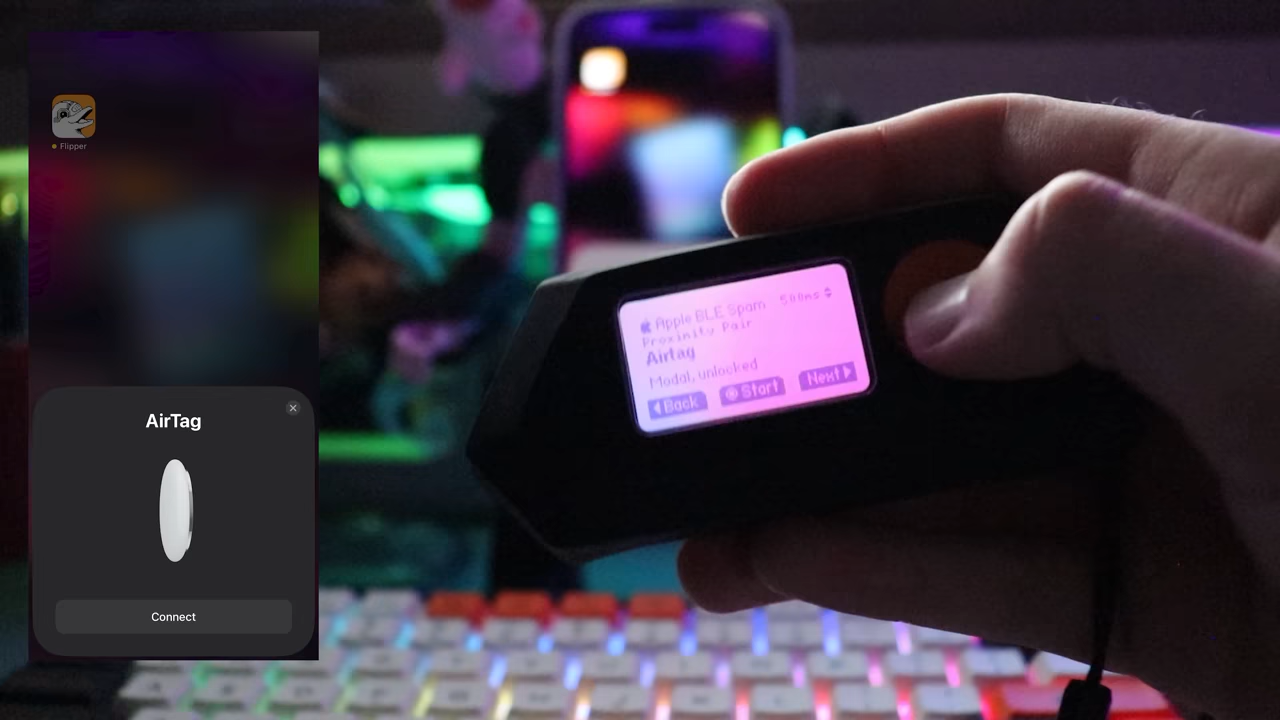 Flipper
AirTag
Connect
Apple BLE Spam 500ms
Proximity Pair
Airtag
Modal, unlocked
Back Start Next